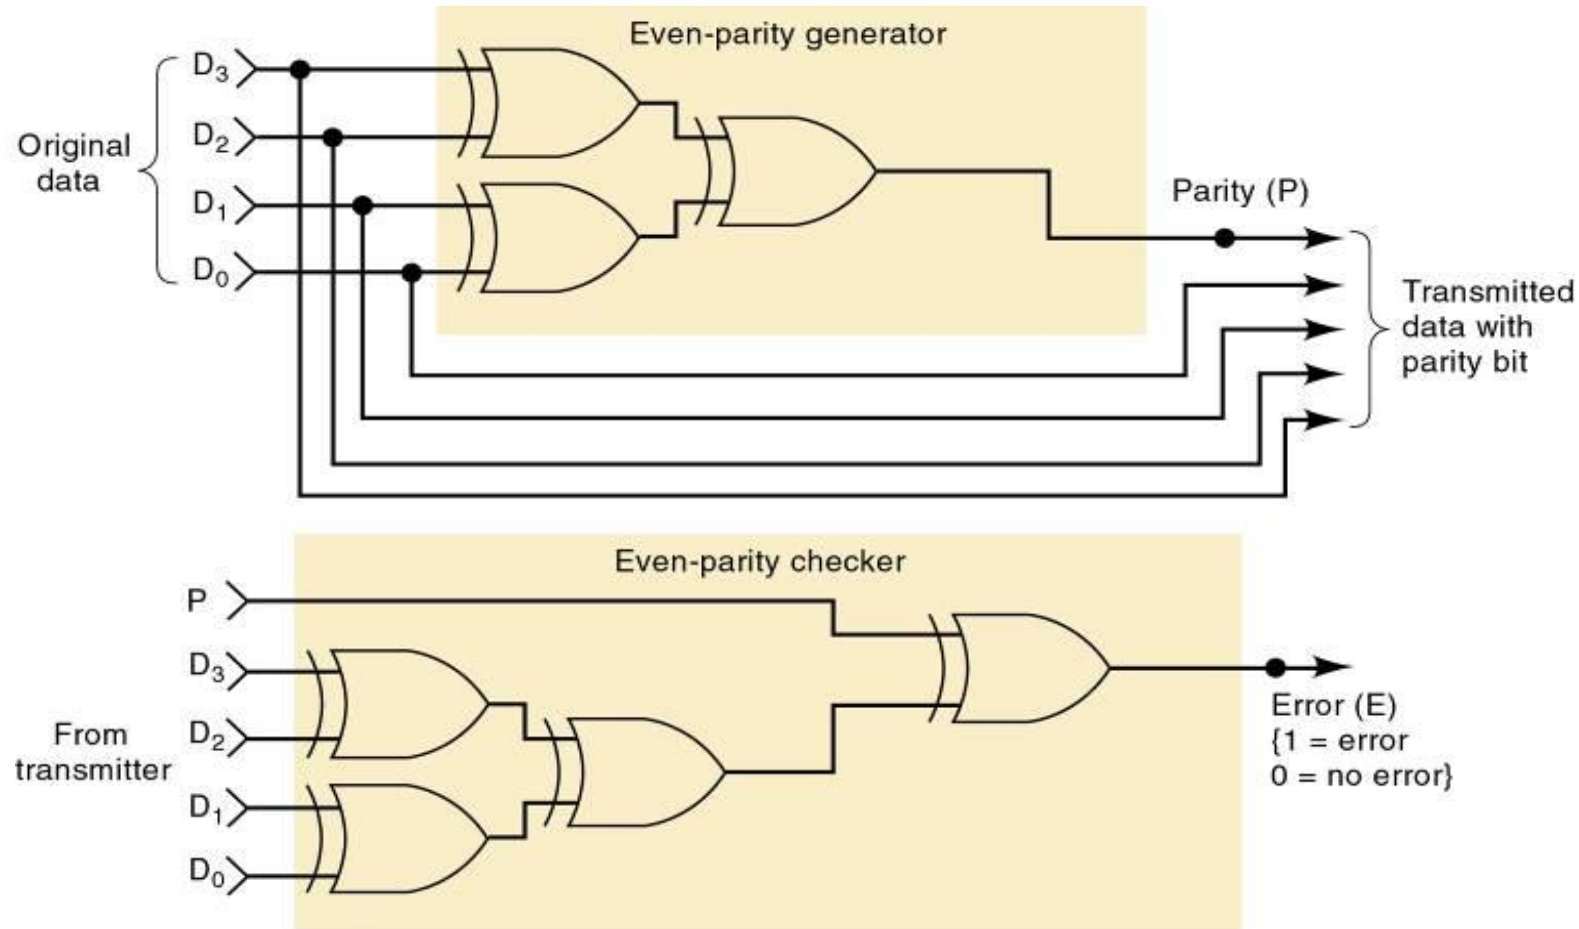 Even-parity generator
D₃
D₂
D₁
D₀
Original
data
Parity (P)
Transmitted
data with
parity bit
Even-parity checker
P
D₃
D₂
D₁
D₀
From
transmitter
Error (E)
{1 = error
0 = no error}